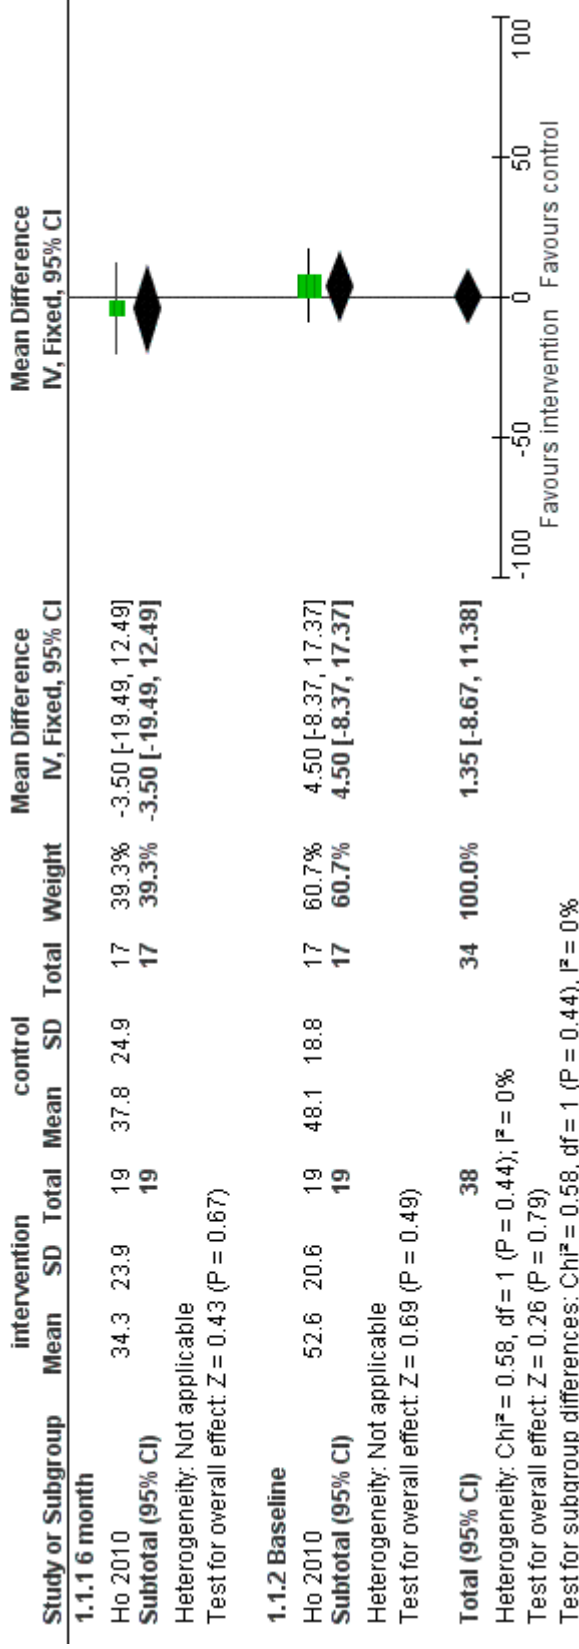 intervention control Mean Difference Mean Difference
Study or Subgroup Mean SD Total Mean SD Total Weight IV, Fixed, 95% CI IV, Fixed, 95% CI
1.1.1 6 month
Ho 2010 34.3 23.9 19 37.8 24.9 17 39.3% -3.50 [-19.49, 12.49]
Subtotal (95% CI) 19 17 39.3% -3.50 [-19.49, 12.49]
Heterogeneity: Not applicable
Test for overall effect: Z = 0.43 (P = 0.67)
1.1.2 Baseline
Ho 2010 52.6 20.6 19 48.1 18.8 17 60.7% 4.50 [-8.37, 17.37]
Subtotal (95% CI) 19 17 60.7% 4.50 [-8.37, 17.37]
Heterogeneity: Not applicable
Test for overall effect: Z = 0.69 (P = 0.49)
Total (95% CI) 38 34 100.0% 1.35 [-8.67, 11.38]
Heterogeneity: Chi² = 0.58, df = 1 (P = 0.44); I² = 0%
Test for overall effect: Z = 0.26 (P = 0.79)
Test for subgroup differences: Chi² = 0.58, df = 1 (P = 0.44), I² = 0%
-100 -50 0 50 100
Favours intervention Favours control